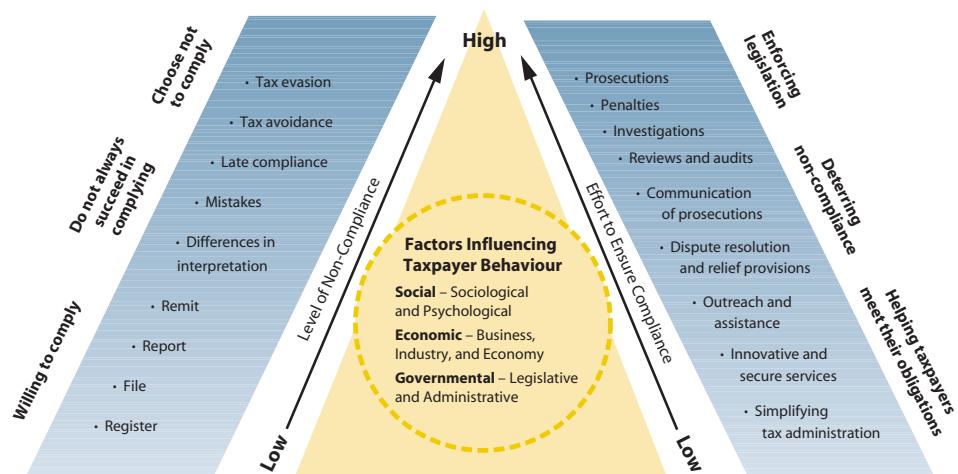 High
Choose not
to comply
Do not always
succeed in
complying
Willing to comply
• Tax evasion
• Tax avoidance
• Late compliance
• Mistakes
• Differences in
interpretation
• Remit
• Report
• File
• Register
Level of Non-Compliance
Low
Factors Influencing
Taxpayer Behaviour
Social – Sociological
and Psychological
Economic – Business,
Industry, and Economy
Governmental – Legislative
and Administrative
Effort to Ensure Compliance
Low
• Prosecutions
• Penalties
• Investigations
• Reviews and audits
• Communication
of prosecutions
• Dispute resolution
and relief provisions
• Outreach and
assistance
• Innovative and
secure services
• Simplifying
tax administration
Enforcing
legislation
Deterring
non-compliance
Helping taxpayers
meet their obligations